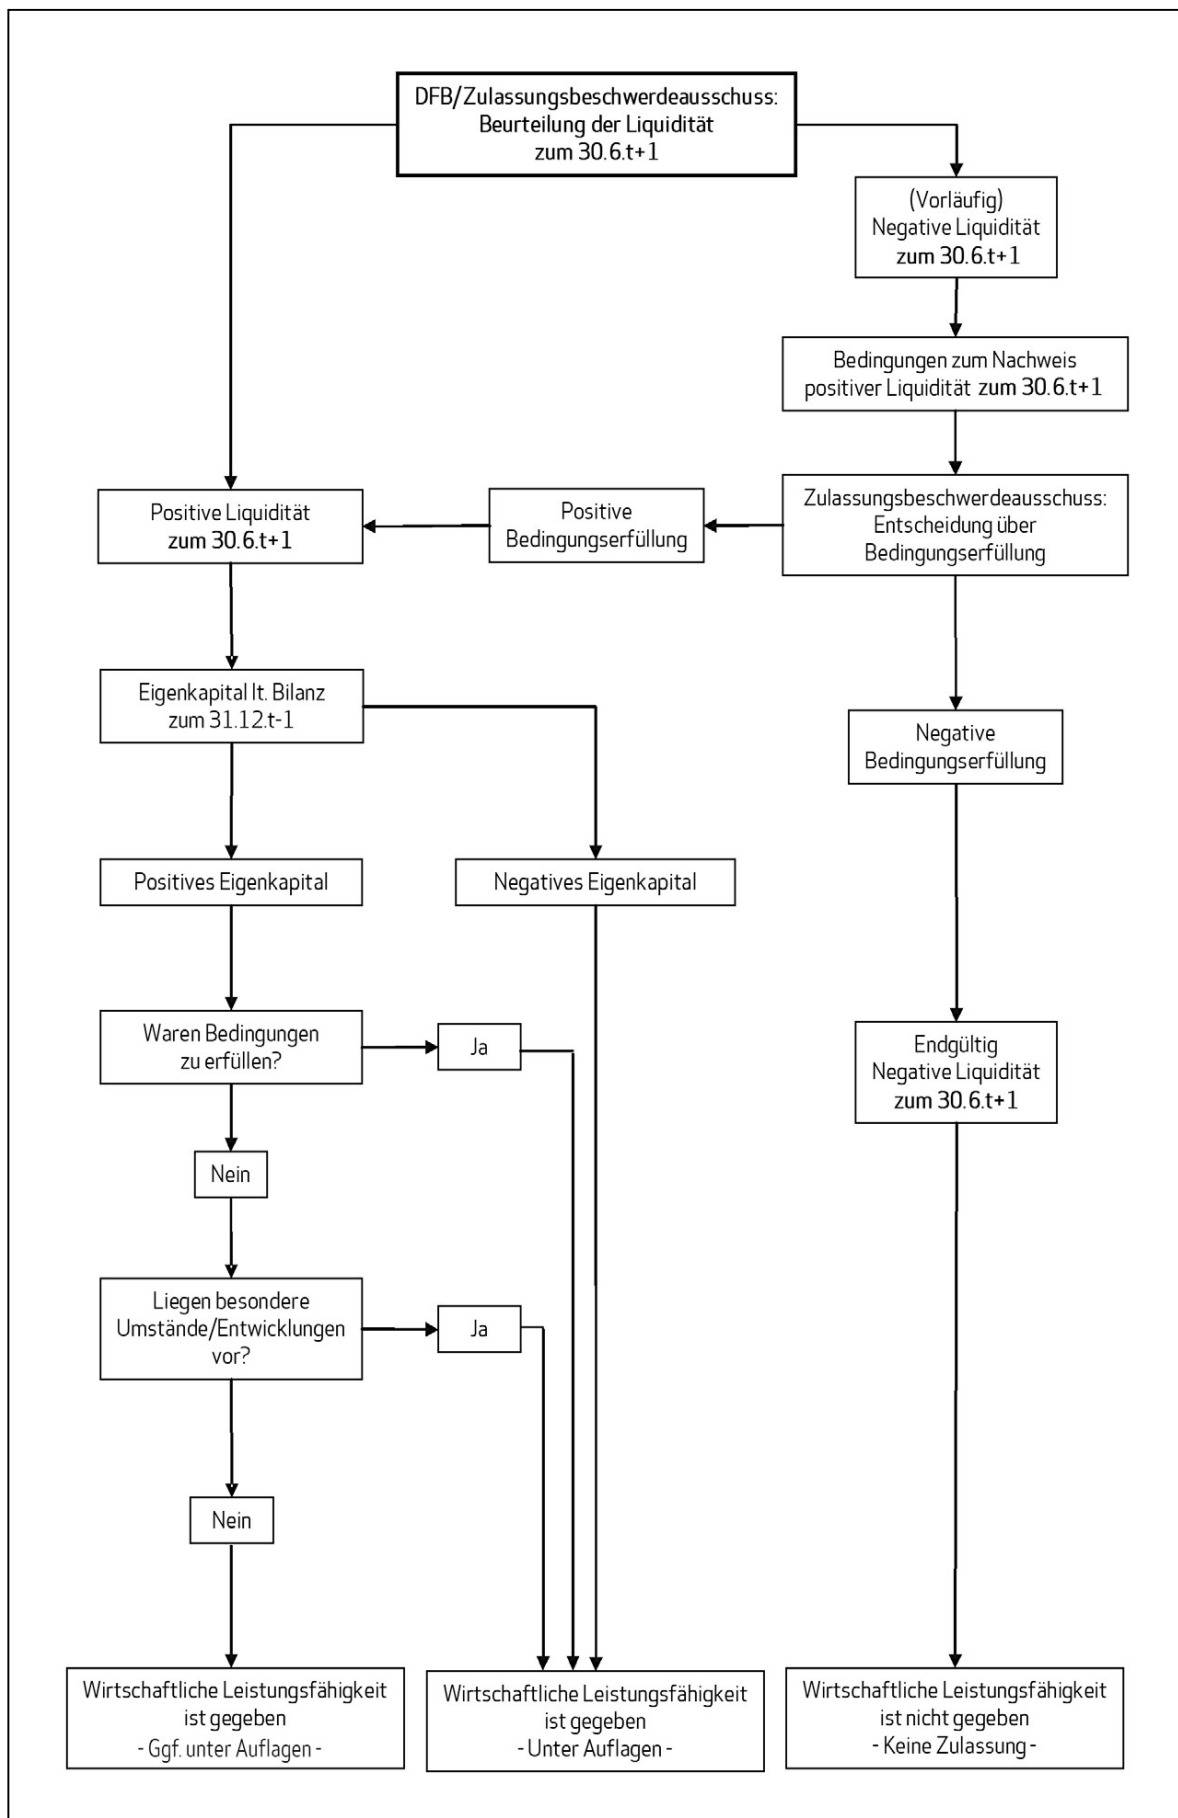 DFB/Zulassungsbeschwerdeausschuss:
Beurteilung der Liquidität
zum 30.6.t+1
(Vorläufig)
Negative Liquidität
zum 30.6.t+1
Bedingungen zum Nachweis
positiver Liquidität zum 30.6.t+1
Positive Liquidität
zum 30.6.t+1
Positive
Bedingungserfüllung
Zulassungsbeschwerdeausschuss:
Entscheidung über
Bedingungserfüllung
Eigenkapital lt. Bilanz
zum 31.12.t-1
Negative
Bedingungserfüllung
Positives Eigenkapital
Negatives Eigenkapital
Waren Bedingungen
zu erfüllen?
Ja
Endgültig
Negative Liquidität
zum 30.6.t+1
Nein
Liegen besondere
Umstände/Entwicklungen
vor?
Ja
Nein
Wirtschaftliche Leistungsfähigkeit
ist gegeben
- Ggf. unter Auflagen -
Wirtschaftliche Leistungsfähigkeit
ist gegeben
- Unter Auflagen -
Wirtschaftliche Leistungsfähigkeit
ist nicht gegeben
- Keine Zulassung -